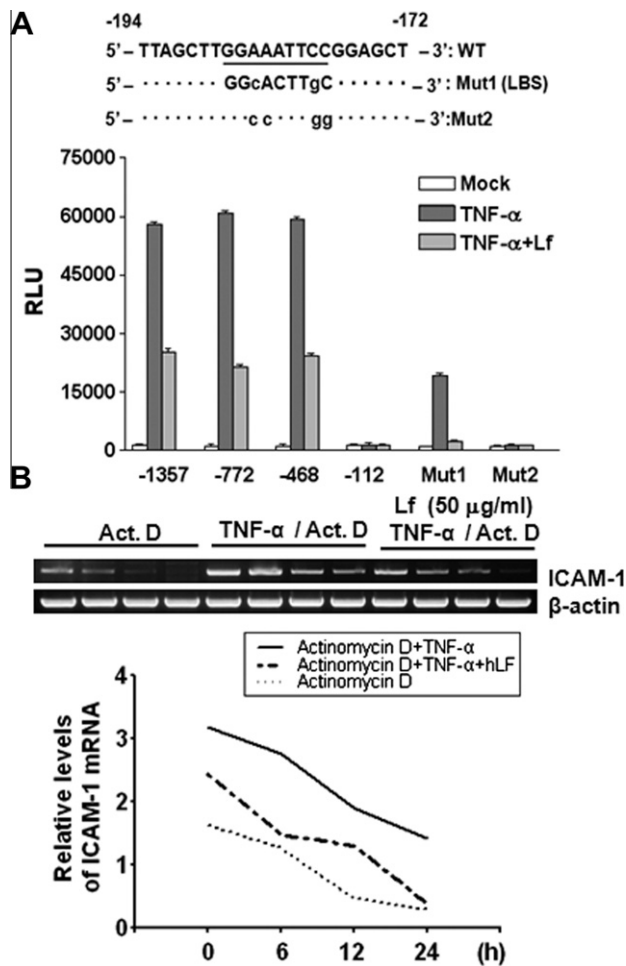 A
-194 -172
5’– TTAGCTTGGAAATTCCGGAGCT –3’: WT
5’– ······· GGcACTTgC ······ –3’: Mut1 (LBS)
5’– ········· cc gg ······· –3’:Mut2
75000
60000
45000
30000
15000
0
RLU
Mock
TNF-α
TNF-α+Lf
-1357 -772 -468 -112 Mut1 Mut2
B
Lf (50 μg/ml)
Act. D TNF-α / Act. D TNF-α / Act. D
ICAM-1
β-actin
Actinomycin D+TNF-α
Actinomycin D+TNF-α+hLF
Actinomycin D
4
3
2
1
0
Relative levels
of ICAM-1 mRNA
0 6 12 24 (h)